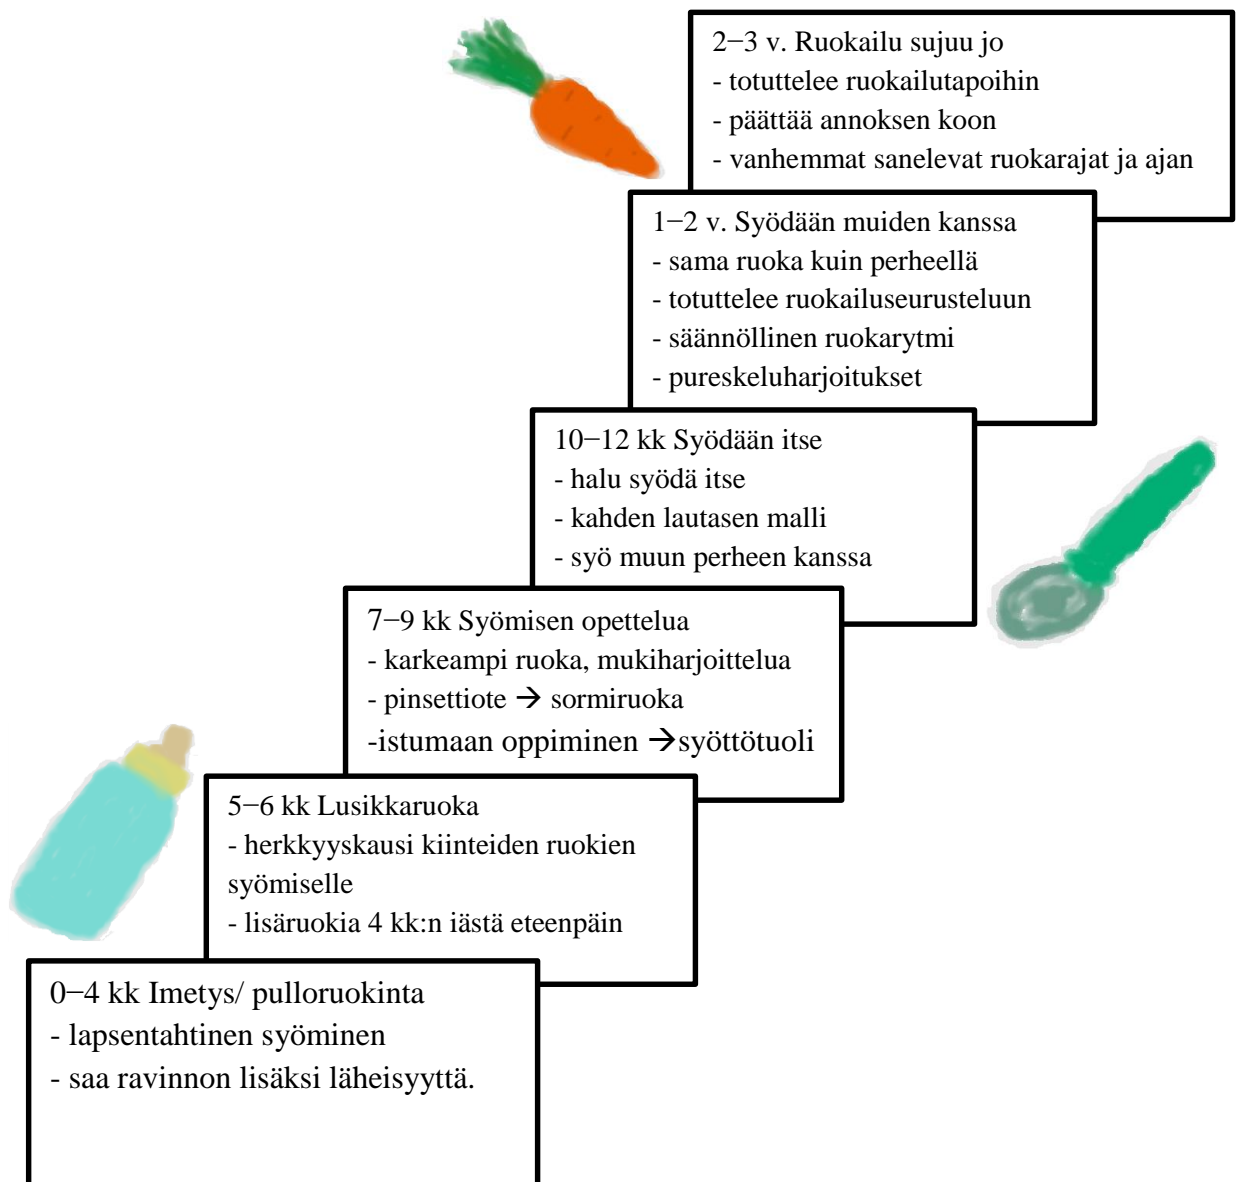 2−3 v. Ruokailu sujuu jo
- totuttelee ruokailutapoihin
- päättää annoksen koon
- vanhemmat sanelevat ruokarajat ja ajan
1−2 v. Syödään muiden kanssa
- sama ruoka kuin perheellä
- totuttelee ruokailuseurusteluun
- säännöllinen ruokarytmi
- pureskeluharjoitukset
10−12 kk Syödään itse
- halu syödä itse
- kahden lautasen malli
- syö muun perheen kanssa
7−9 kk Syömisen opettelua
- karkeampi ruoka, mukiharjoittelua
- pinsettiote → sormiruoka
-istumaan oppiminen →syöttötuoli
5−6 kk Lusikkaruoka
- herkkyyskausi kiinteiden ruokien
syömiselle
- lisäruokia 4 kk:n iästä eteenpäin
0−4 kk Imetys/ pulloruokinta
- lapsentahtinen syöminen
- saa ravinnon lisäksi läheisyyttä.